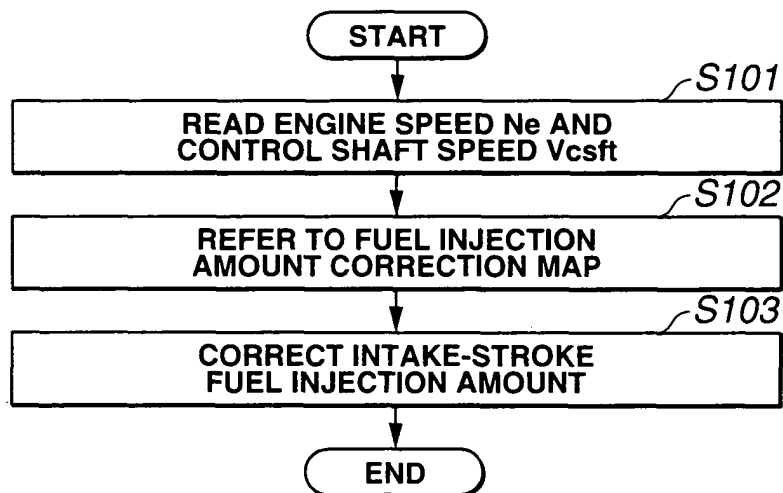 START
S101
READ ENGINE SPEED Ne AND
CONTROL SHAFT SPEED Vcsft
S102
REFER TO FUEL INJECTION
AMOUNT CORRECTION MAP
S103
CORRECT INTAKE-STROKE
FUEL INJECTION AMOUNT
END